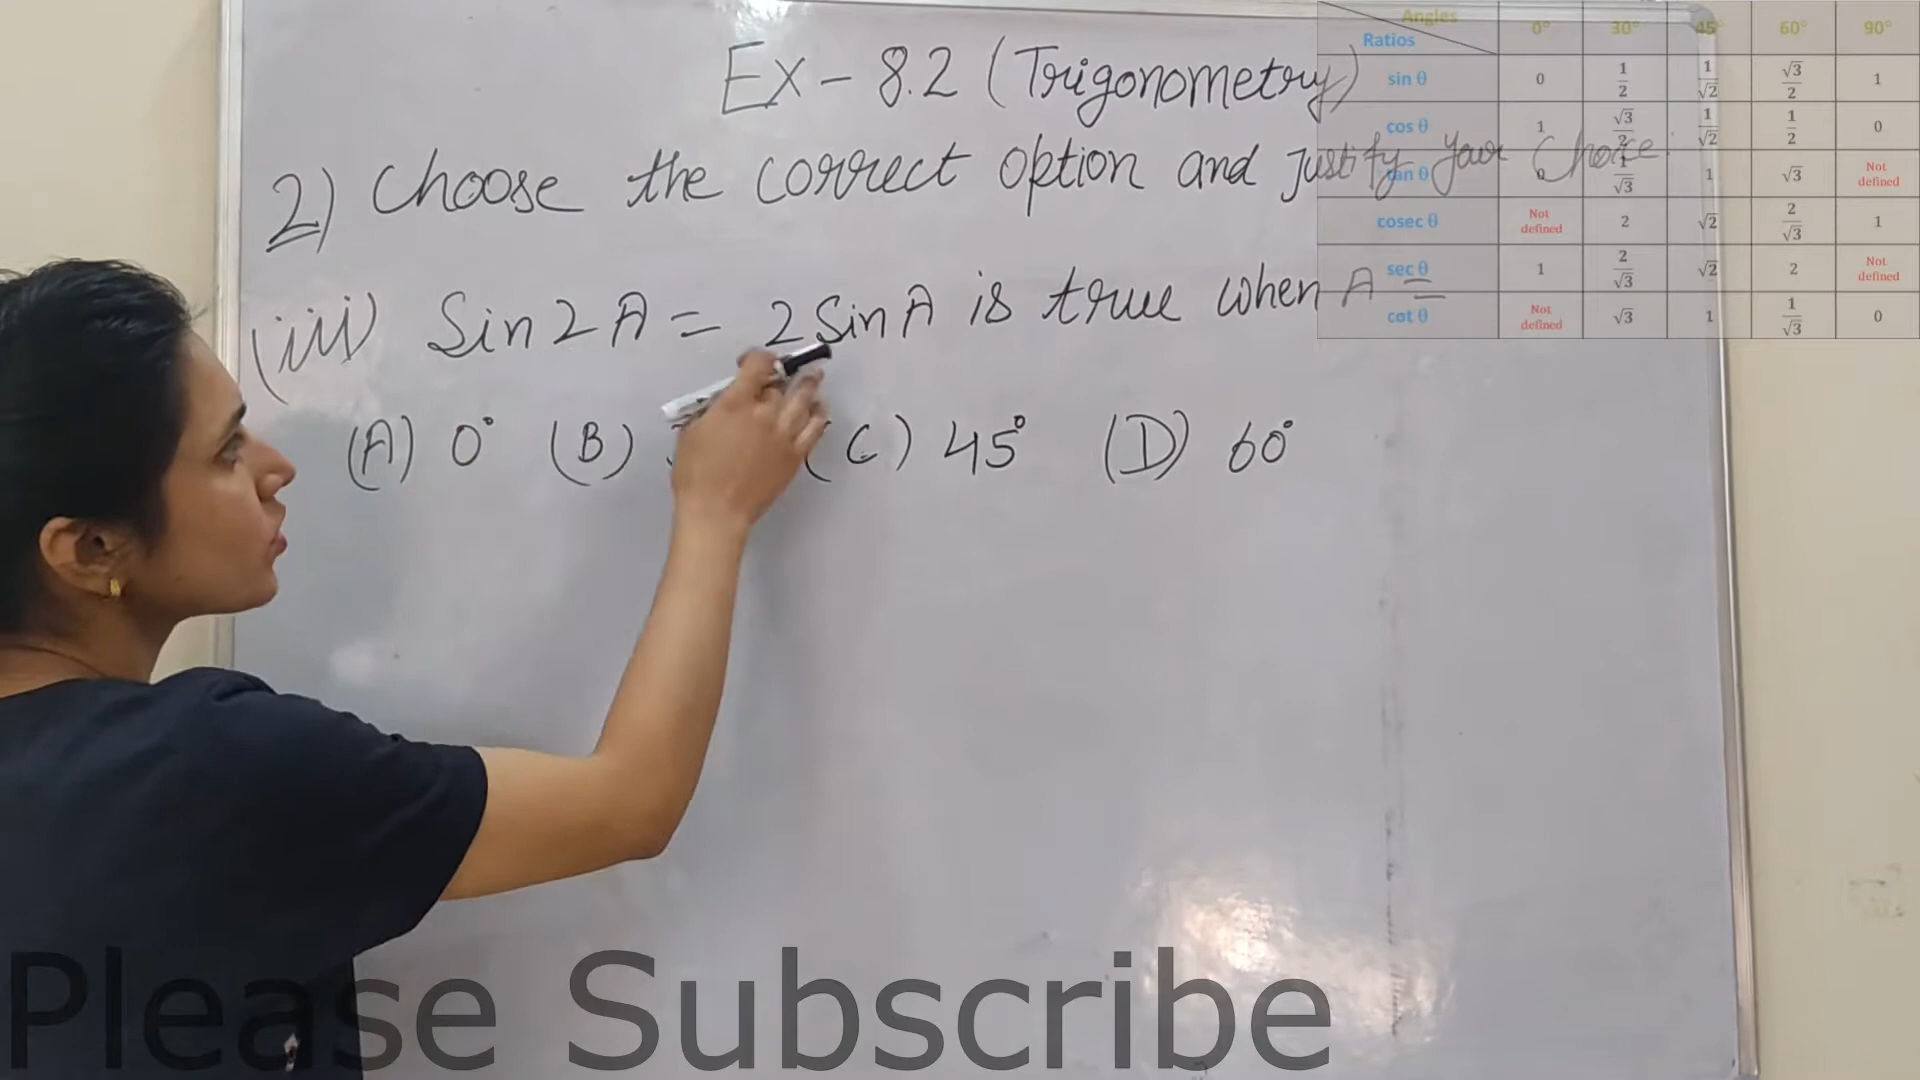 Ex - 8.2 (Trigonometry)
2) Choose the correct option and justify your choice.
(iii) Sin 2A = 2 Sin A is true when A =
(A) 0° (B) (C) 45° (D) 60°
Angles 0° 30° 45° 60° 90°
Ratios
sin θ 0 1/2 1/√2 √3/2 1
cos θ 1 √3/2 1/√2 1/2 0
tan θ 0 1/√3 1 √3 Not defined
cosec θ Not defined 2 √2 2/√3 1
sec θ 1 2/√3 √2 2 Not defined
cot θ Not defined √3 1 1/√3 0
Please Subscribe